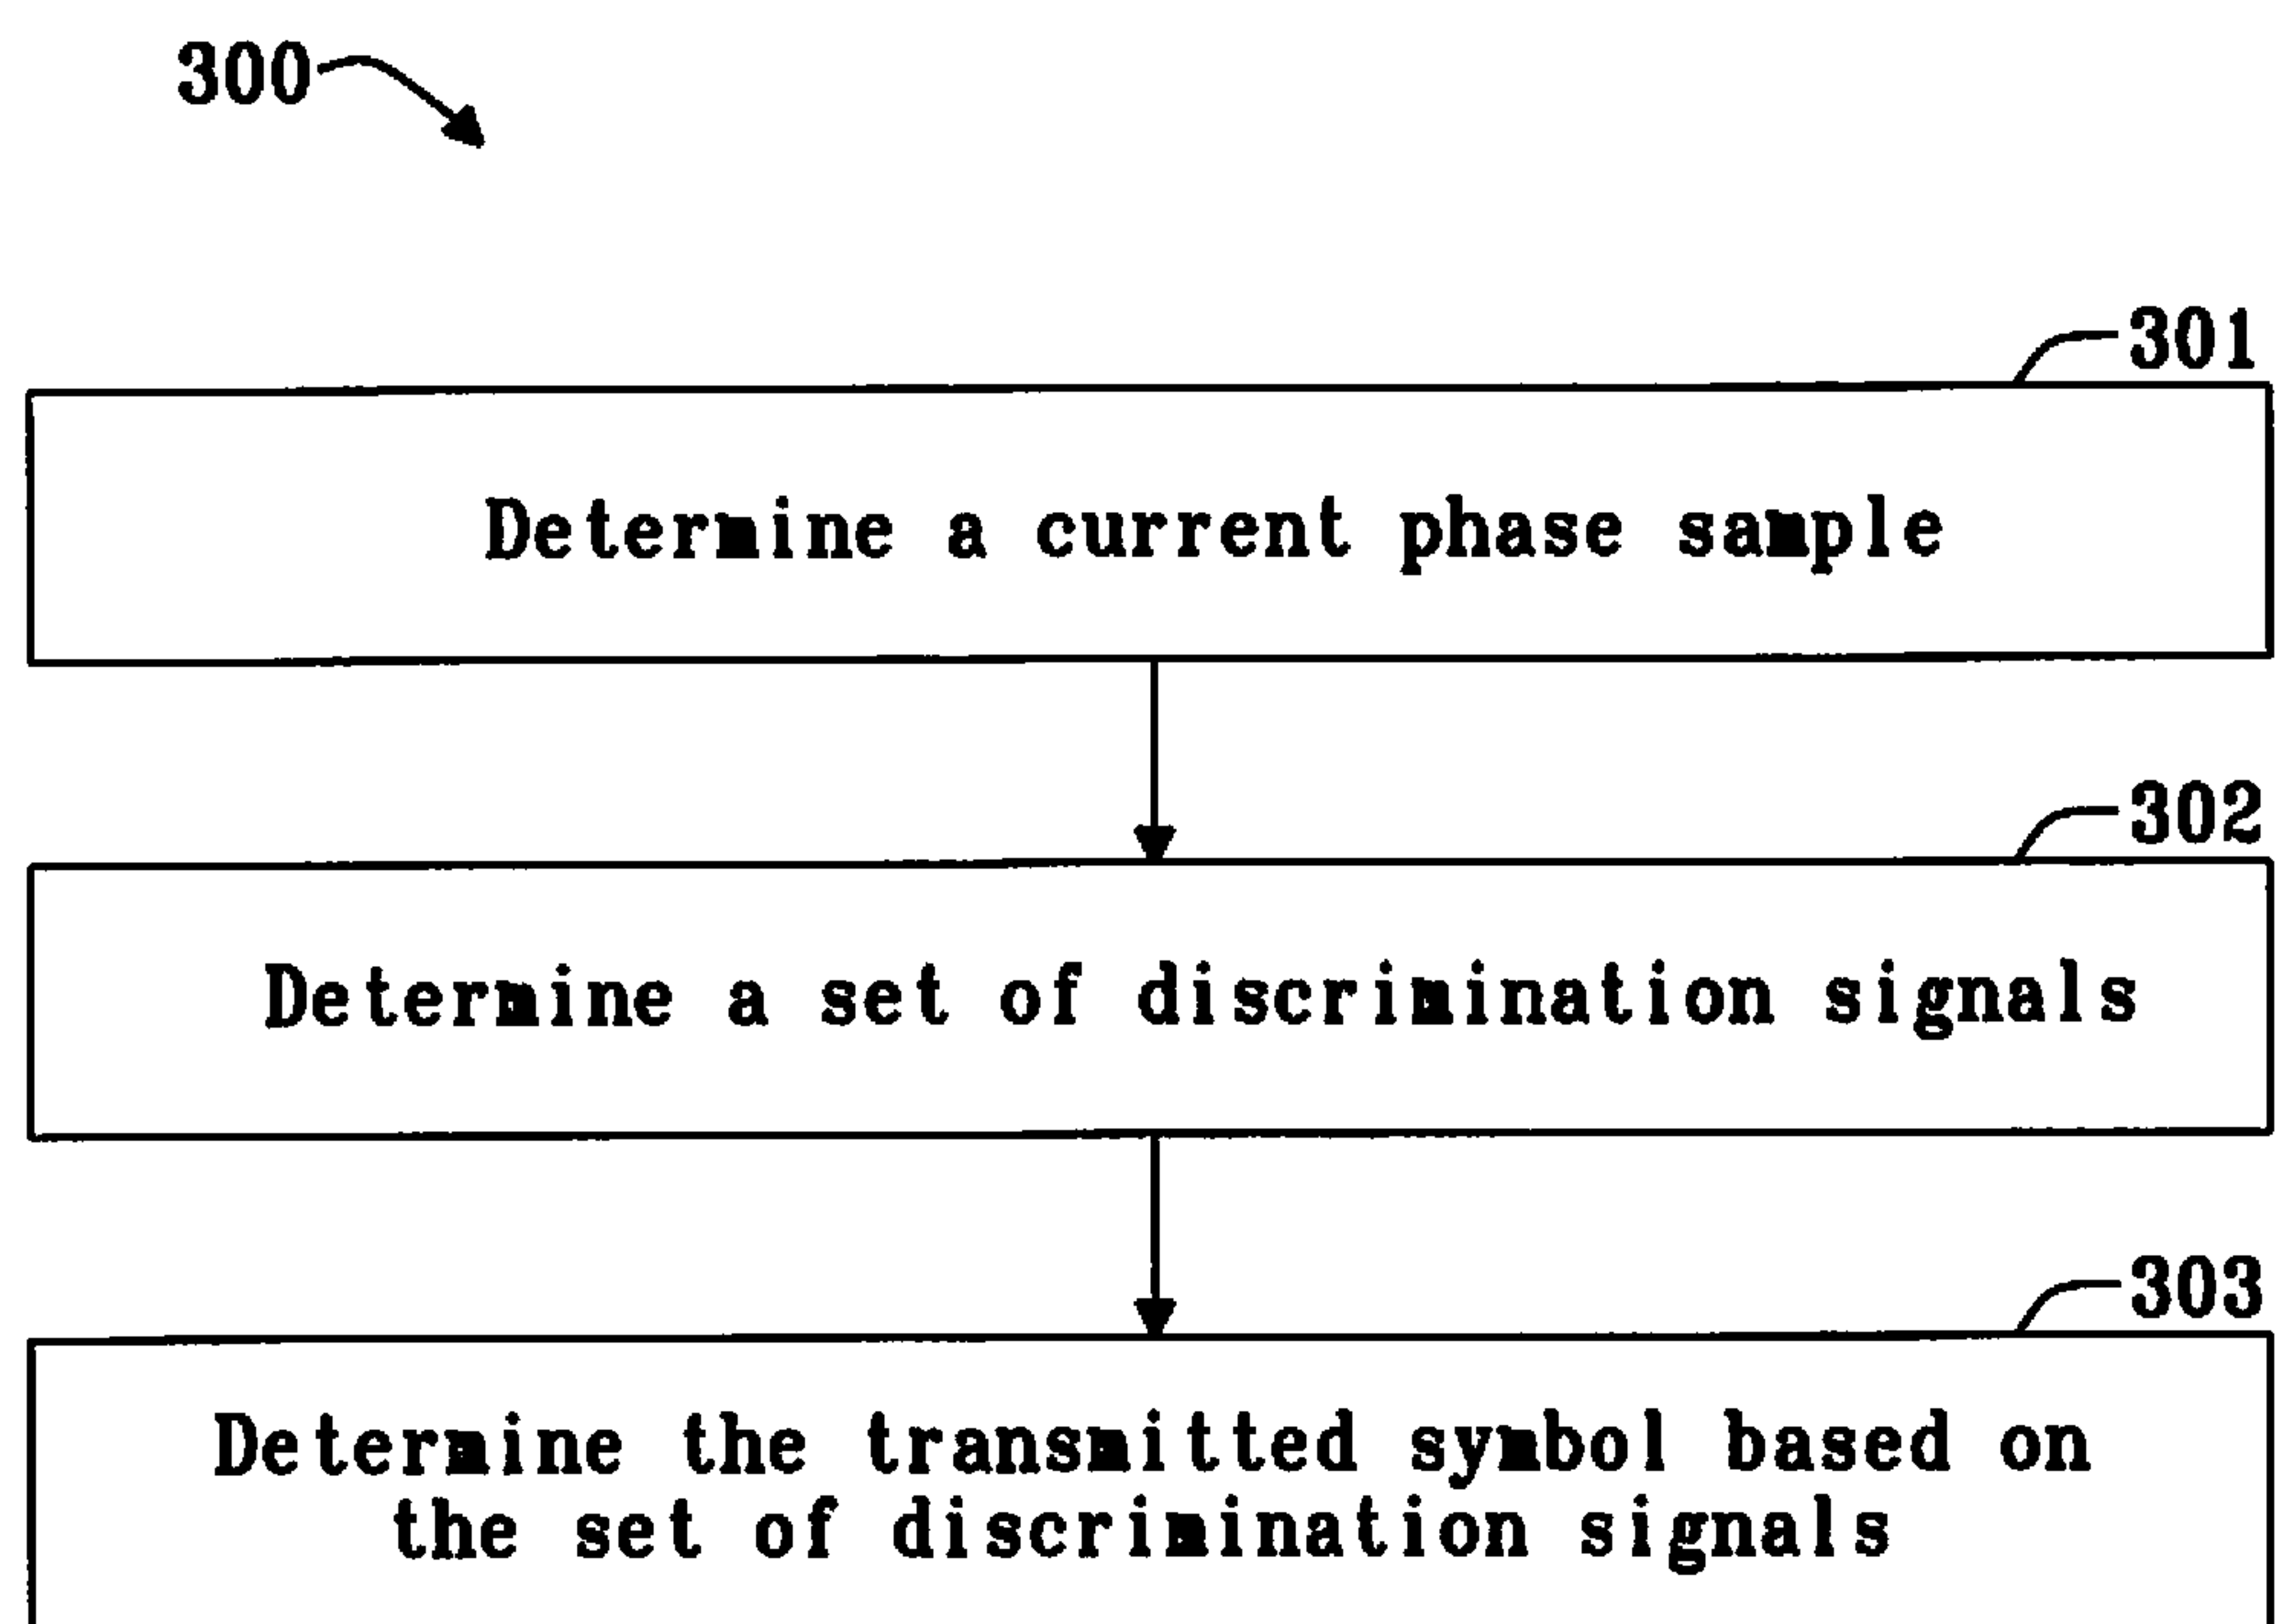 300
301
Determine a current phase sample
302
Determine a set of discrimination signals
303
Determine the transmitted symbol based on
the set of discrimination signals